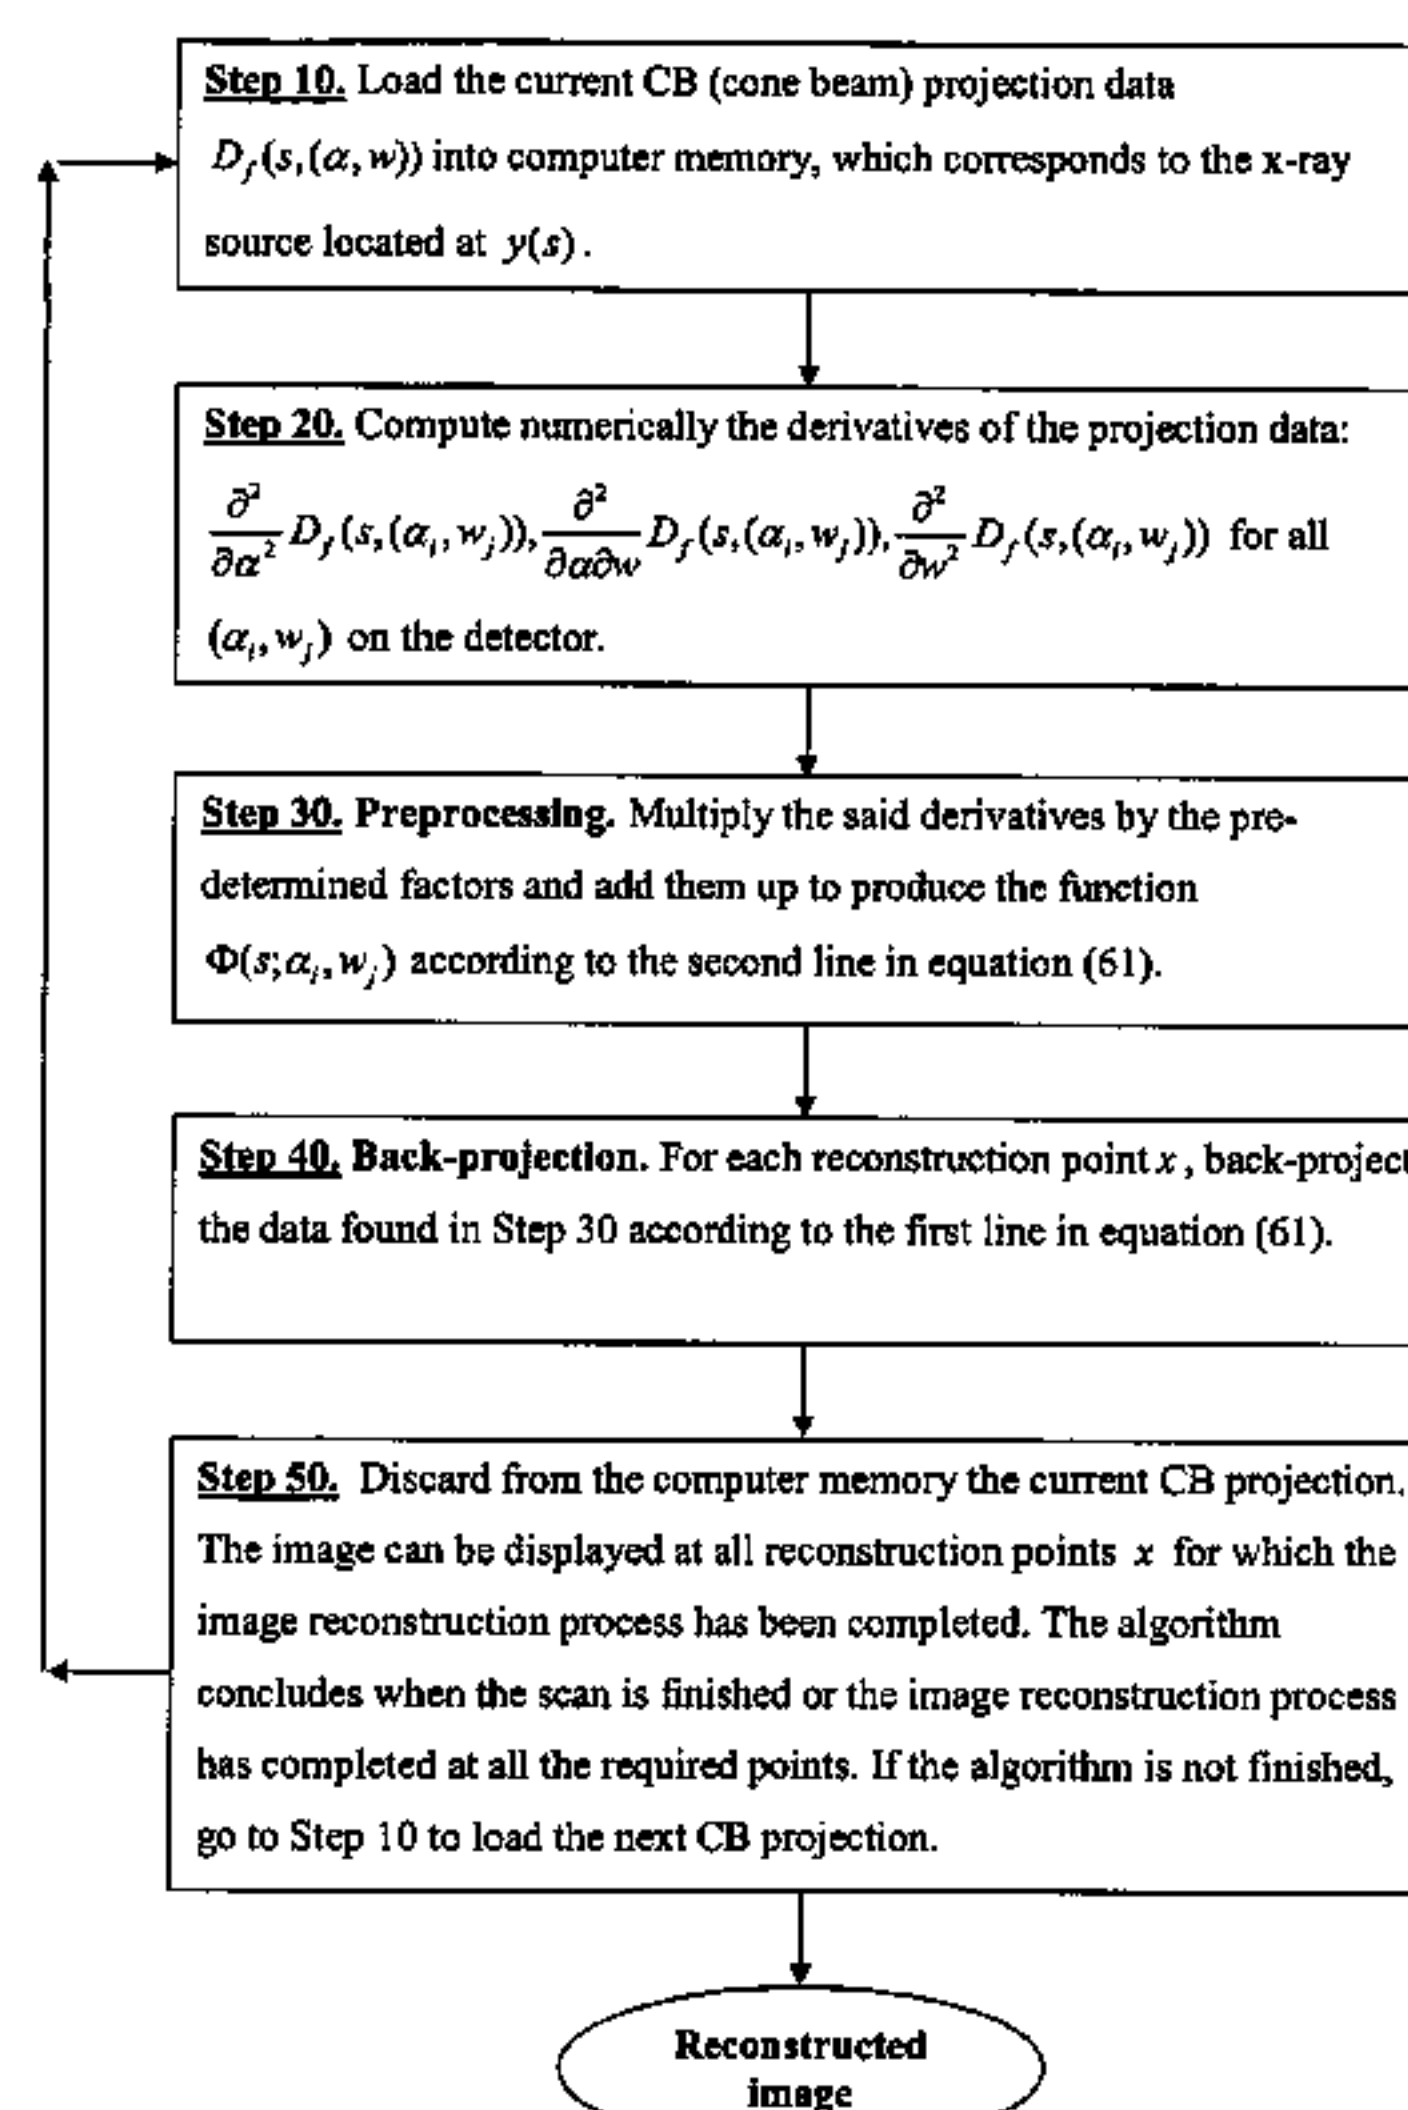 Step 10. Load the current CB (cone beam) projection data
D_f(s,(α,w)) into computer memory, which corresponds to the x-ray
source located at y(s).
Step 20. Compute numerically the derivatives of the projection data:
∂²/∂α² D_f(s,(α_i,w_j)), ∂²/∂α∂w D_f(s,(α_i,w_j)), ∂²/∂w² D_f(s,(α_i,w_j)) for all
(α_i,w_j) on the detector.
Step 30. Preprocessing. Multiply the said derivatives by the pre-
determined factors and add them up to produce the function
Φ(s;α_i,w_j) according to the second line in equation (61).
Step 40. Back-projection. For each reconstruction point x, back-project
the data found in Step 30 according to the first line in equation (61).
Step 50. Discard from the computer memory the current CB projection.
The image can be displayed at all reconstruction points x for which the
image reconstruction process has been completed. The algorithm
concludes when the scan is finished or the image reconstruction process
has completed at all the required points. If the algorithm is not finished,
go to Step 10 to load the next CB projection.
Reconstructed
image